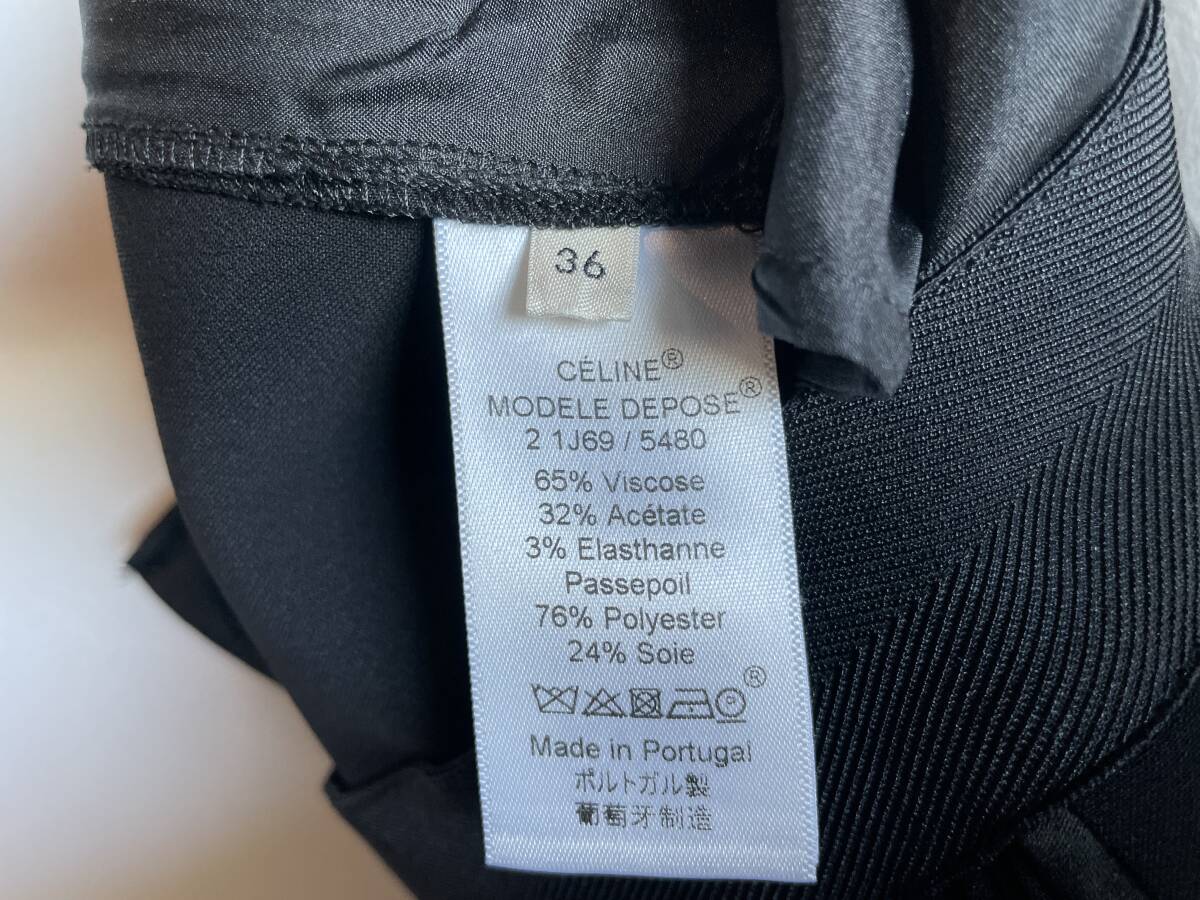 36
CÉLINE®
MODELE DEPOSE®
2 1J69 / 5480
65% Viscose
32% Acétate
3% Elasthanne
Passepoil
76% Polyester
24% Soie
®
Made in Portugal
ポルトガル製
葡萄牙制造